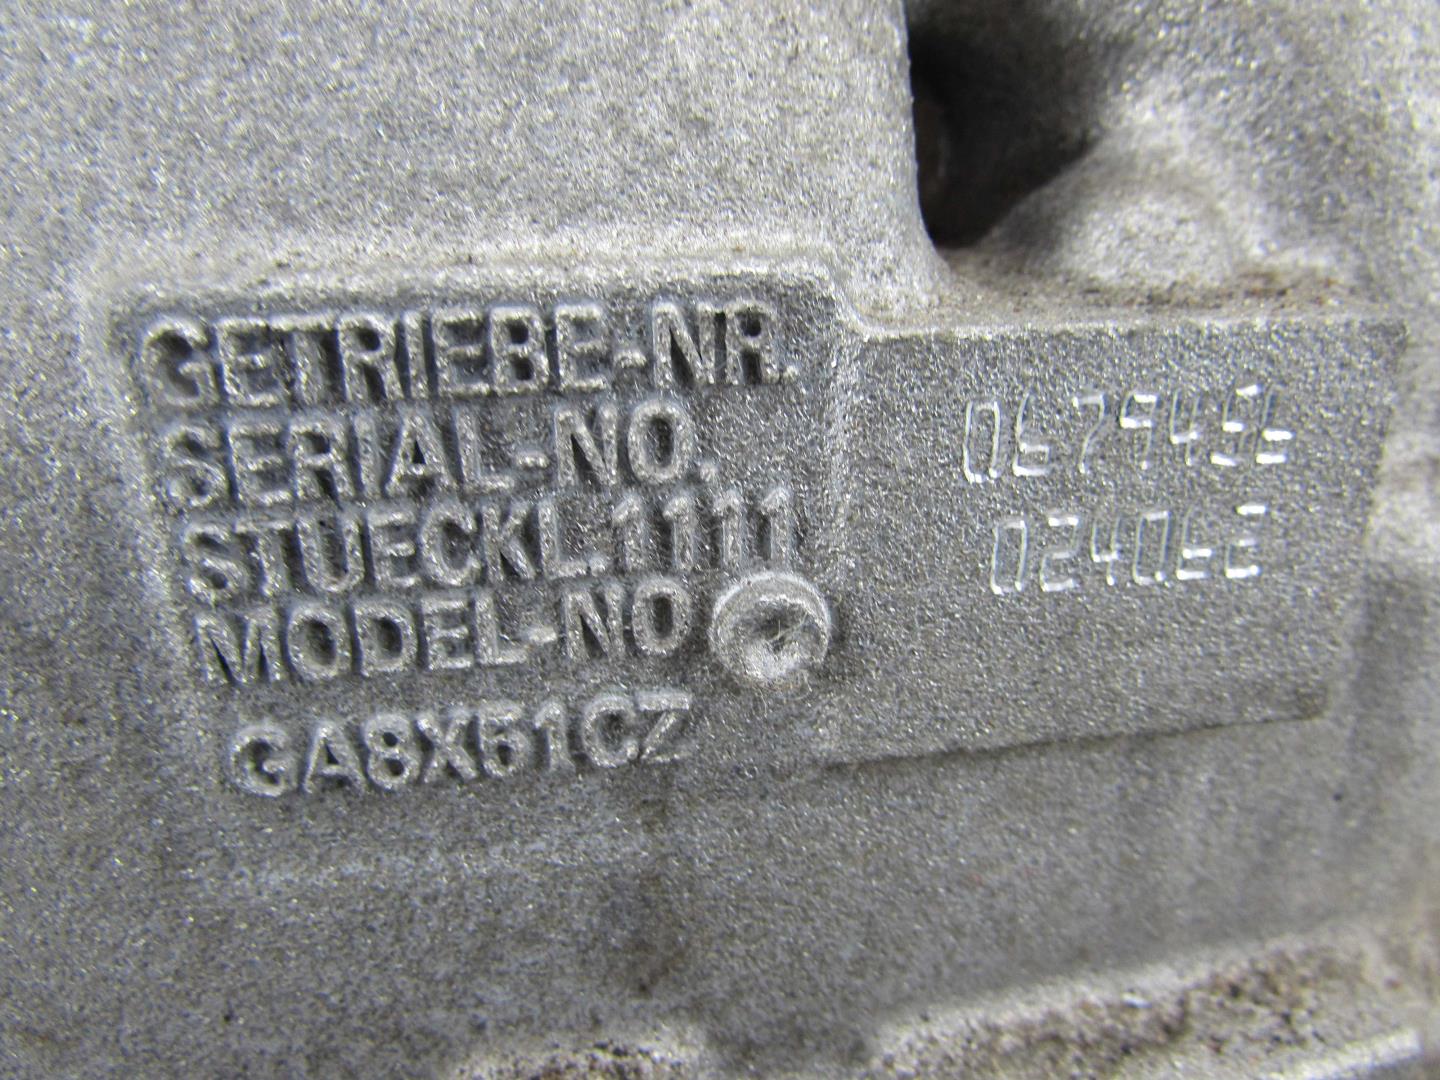 GETRIEBE-NR.
SERIAL-NO.
STUECKL.1111
MODEL-NO
GA8X51CZ